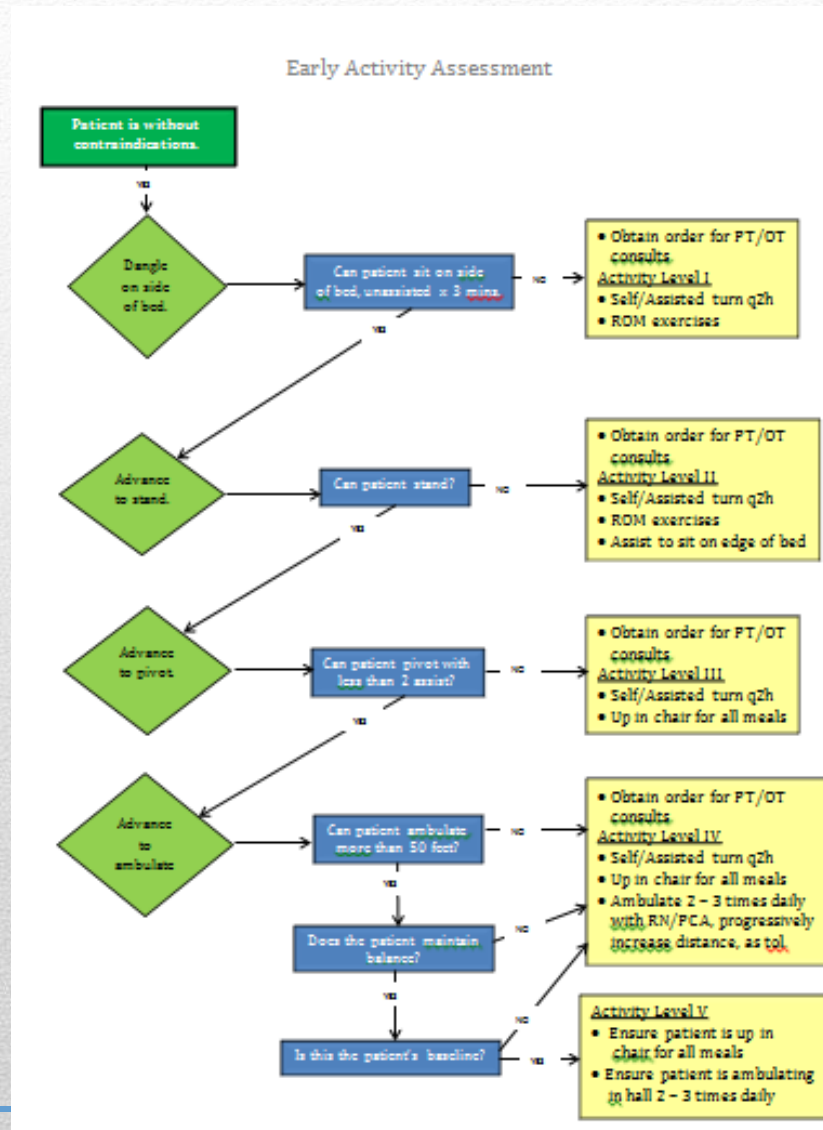 Early Activity Assessment
Patient is without
contraindications.
YES
Dangle
on side
of bed.
Can patient sit on side
of bed, unassisted x 3 mins.
NO
• Obtain order for PT/OT
consults
Activity Level I
• Self/Assisted turn q2h
• ROM exercises
YES
Advance
to stand.
Can patient stand?
NO
• Obtain order for PT/OT
consults
Activity Level II
• Self/Assisted turn q2h
• ROM exercises
• Assist to sit on edge of bed
YES
Advance
to pivot.
Can patient pivot with
less than 2 assist?
NO
• Obtain order for PT/OT
consults
Activity Level III
• Self/Assisted turn q2h
• Up in chair for all meals
YES
Advance
to
ambulate
Can patient ambulate
more than 50 feet?
NO
• Obtain order for PT/OT
consults
Activity Level IV
• Self/Assisted turn q2h
• Up in chair for all meals
• Ambulate 2 – 3 times daily
with RN/PCA, progressively
increase distance, as tol.
YES
Does the patient maintain
balance?
NO
YES
Is this the patient's baseline?
NO
YES
Activity Level V
• Ensure patient is up in
chair for all meals
• Ensure patient is ambulating
in hall 2 – 3 times daily